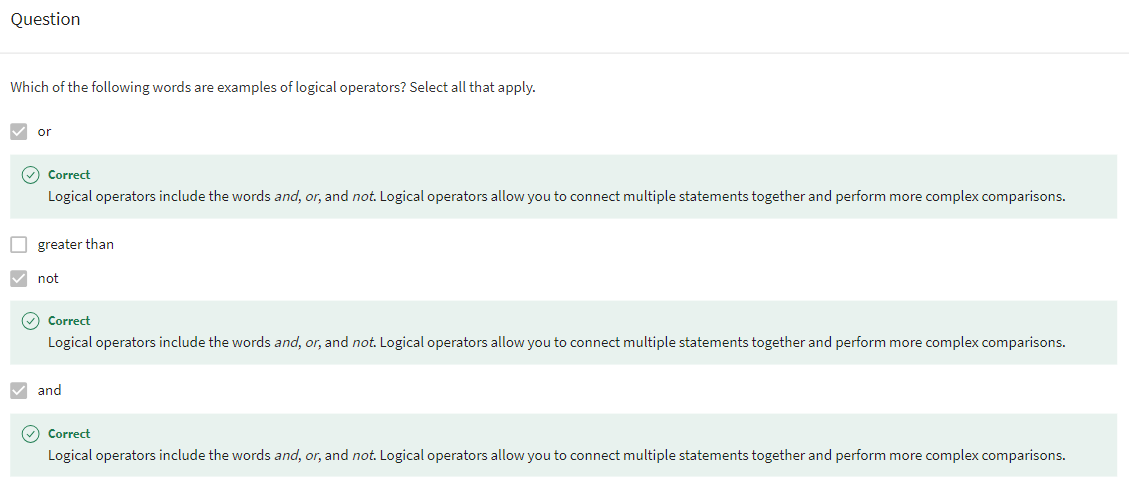 Question
Which of the following words are examples of logical operators? Select all that apply.
or
Correct
Logical operators include the words and, or, and not. Logical operators allow you to connect multiple statements together and perform more complex comparisons.
greater than
not
Correct
Logical operators include the words and, or, and not. Logical operators allow you to connect multiple statements together and perform more complex comparisons.
and
Correct
Logical operators include the words and, or, and not. Logical operators allow you to connect multiple statements together and perform more complex comparisons.